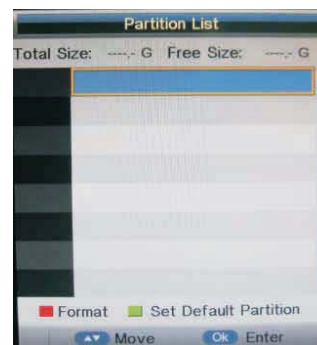 Partition List
Total Size: ----.- G Free Size: ----.- G
Format Set Default Partition
▲▼ Move Ok Enter